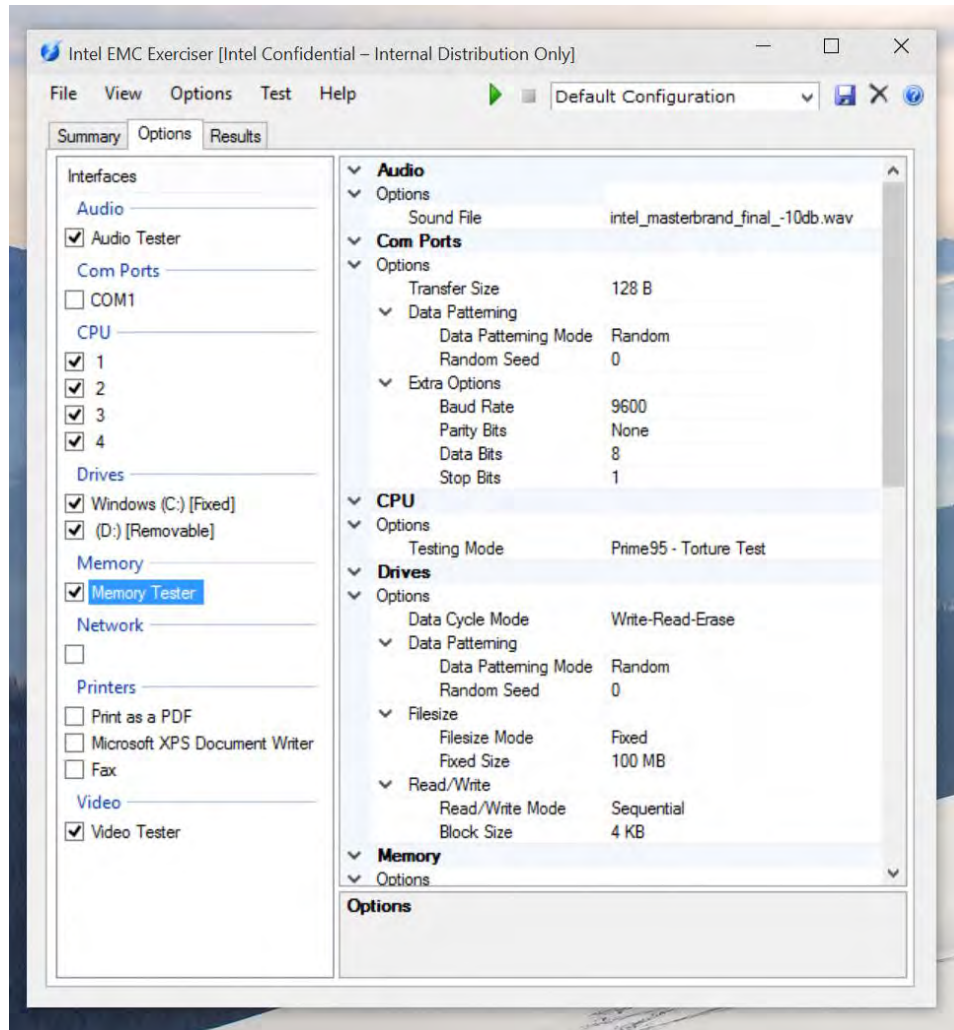 Intel EMC Exerciser [Intel Confidential – Internal Distribution Only]
File View Options Test Help Default Configuration
Summary Options Results
Interfaces
Audio
Audio Tester
Com Ports
COM1
CPU
1
2
3
4
Drives
Windows (C:) [Fixed]
(D:) [Removable]
Memory
Memory Tester
Network
Printers
Print as a PDF
Microsoft XPS Document Writer
Fax
Video
Video Tester
Audio
Options
Sound File intel_masterbrand_final_-10db.wav
Com Ports
Options
Transfer Size 128 B
Data Patterning
Data Patterning Mode Random
Random Seed 0
Extra Options
Baud Rate 9600
Parity Bits None
Data Bits 8
Stop Bits 1
CPU
Options
Testing Mode Prime95 - Torture Test
Drives
Options
Data Cycle Mode Write-Read-Erase
Data Patterning
Data Patterning Mode Random
Random Seed 0
Filesize
Filesize Mode Fixed
Fixed Size 100 MB
Read/Write
Read/Write Mode Sequential
Block Size 4 KB
Memory
Options
Options